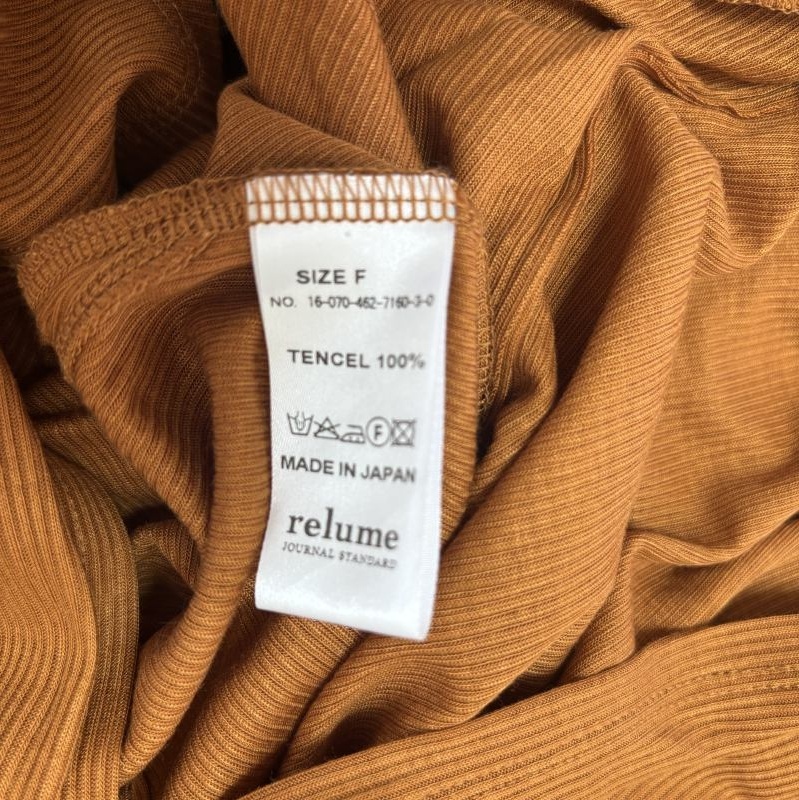 SIZE F
NO. 16-070-462-7160-3-0
TENCEL 100%
F
MADE IN JAPAN
relume
JOURNAL STANDARD